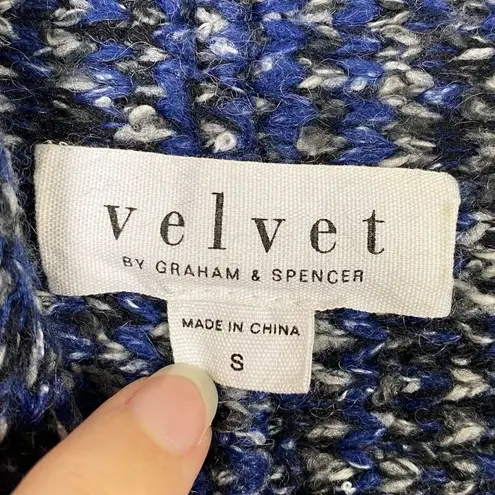 velvet
BY GRAHAM & SPENCER
MADE IN CHINA
S